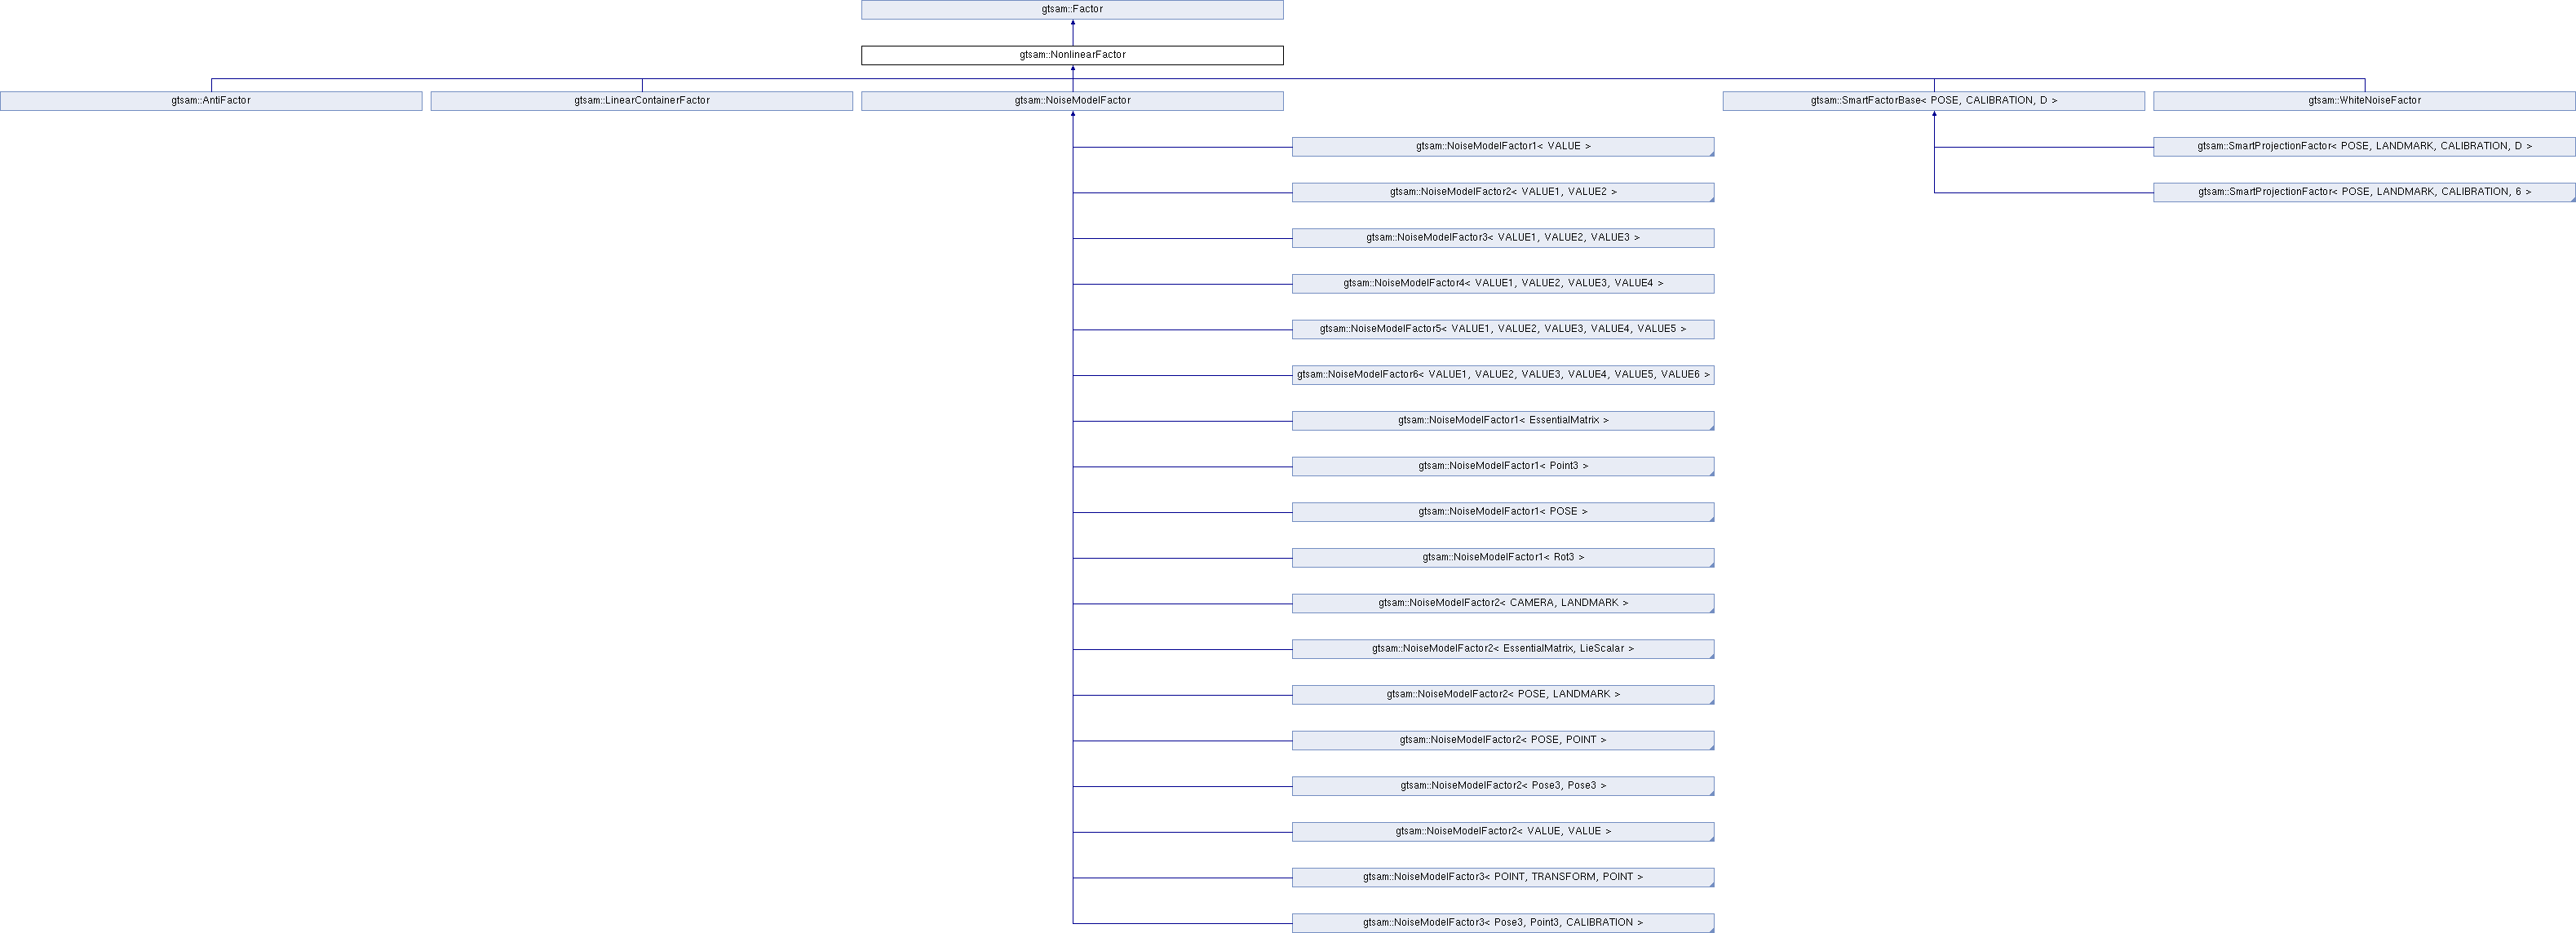 gtsam::Factor
gtsam::NonlinearFactor
gtsam::AntiFactor
gtsam::LinearContainerFactor
gtsam::NoiseModelFactor
gtsam::SmartFactorBase< POSE, CALIBRATION, D >
gtsam::WhiteNoiseFactor
gtsam::NoiseModelFactor1< VALUE >
gtsam::SmartProjectionFactor< POSE, LANDMARK, CALIBRATION, D >
gtsam::NoiseModelFactor2< VALUE1, VALUE2 >
gtsam::SmartProjectionFactor< POSE, LANDMARK, CALIBRATION, 6 >
gtsam::NoiseModelFactor3< VALUE1, VALUE2, VALUE3 >
gtsam::NoiseModelFactor4< VALUE1, VALUE2, VALUE3, VALUE4 >
gtsam::NoiseModelFactor5< VALUE1, VALUE2, VALUE3, VALUE4, VALUE5 >
gtsam::NoiseModelFactor6< VALUE1, VALUE2, VALUE3, VALUE4, VALUE5, VALUE6 >
gtsam::NoiseModelFactor1< EssentialMatrix >
gtsam::NoiseModelFactor1< Point3 >
gtsam::NoiseModelFactor1< POSE >
gtsam::NoiseModelFactor1< Rot3 >
gtsam::NoiseModelFactor2< CAMERA, LANDMARK >
gtsam::NoiseModelFactor2< EssentialMatrix, LieScalar >
gtsam::NoiseModelFactor2< POSE, LANDMARK >
gtsam::NoiseModelFactor2< POSE, POINT >
gtsam::NoiseModelFactor2< Pose3, Pose3 >
gtsam::NoiseModelFactor2< VALUE, VALUE >
gtsam::NoiseModelFactor3< POINT, TRANSFORM, POINT >
gtsam::NoiseModelFactor3< Pose3, Point3, CALIBRATION >